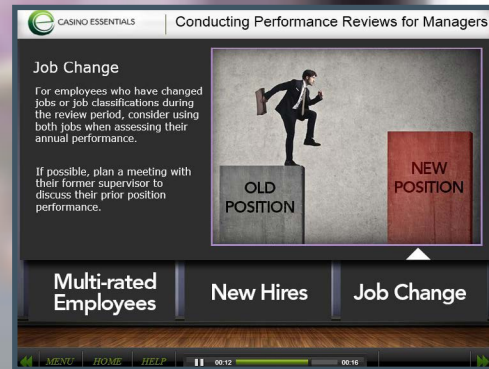 CASINO ESSENTIALS
Conducting Performance Reviews for Managers
Job Change
For employees who have changed
jobs or job classifications during
the review period, consider using
both jobs when assessing their
annual performance.
If possible, plan a meeting with
their former supervisor to
discuss their prior position
performance.
OLD
POSITION
NEW
POSITION
Multi-rated
Employees
New Hires
Job Change
MENU
HOME
HELP
00:12
00:16